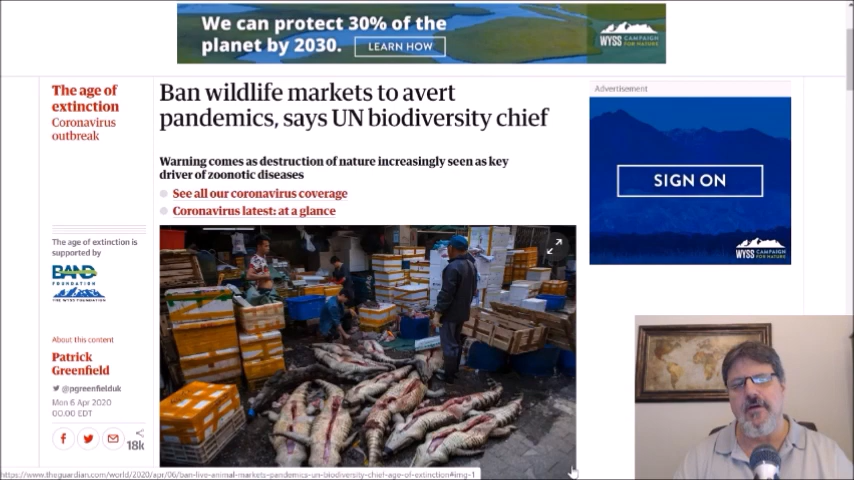 We can protect 30% of the
planet by 2030.
LEARN HOW
WYSS CAMPAIGN
FOR NATURE
The age of
extinction
Coronavirus
outbreak
Ban wildlife markets to avert
pandemics, says UN biodiversity chief
Warning comes as destruction of nature increasingly seen as key
driver of zoonotic diseases
See all our coronavirus coverage
Coronavirus latest: at a glance
Advertisement
SIGN ON
WYSS CAMPAIGN
FOR NATURE
The age of extinction is
supported by
BAND
FOUNDATION
THE WYSS FOUNDATION
About this content
Patrick
Greenfield
@pgreenfielduk
Mon 6 Apr 2020
00.00 EDT
18k
https://www.theguardian.com/world/2020/apr/06/ban-live-animal-markets-pandemics-un-biodiversity-chief-age-of-extinction#img-1